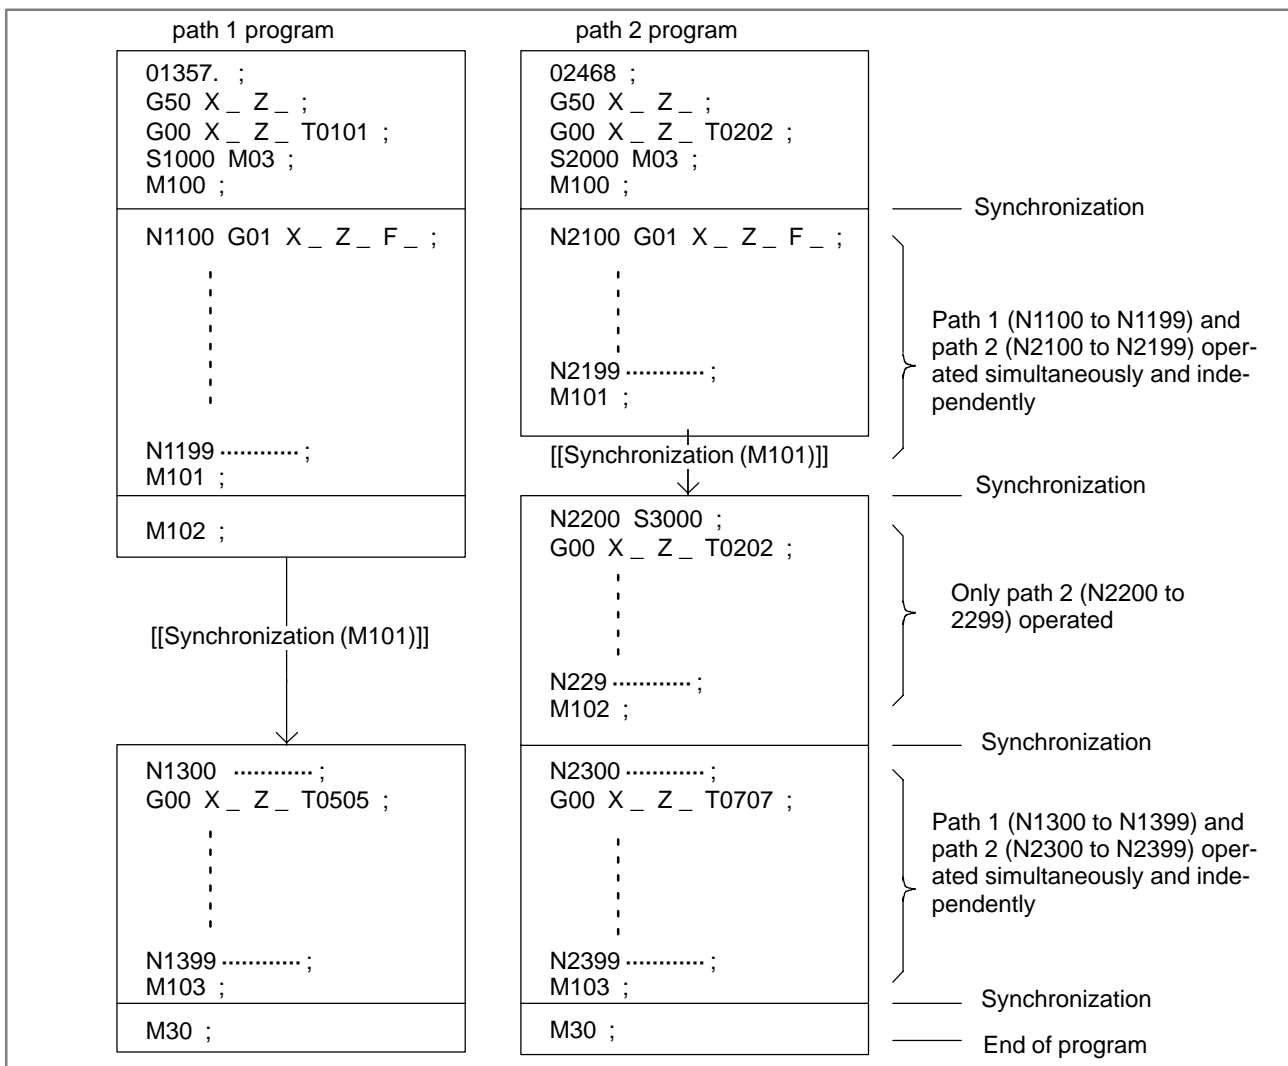 path 1 program
01357. ;
G50 X _ Z _ ;
G00 X _ Z _ T0101 ;
S1000 M03 ;
M100 ;
N1100 G01 X _ Z _ F _ ;
N1199 ............ ;
M101 ;
M102 ;
[[Synchronization (M101)]]
N1300 ............ ;
G00 X _ Z _ T0505 ;
N1399 ............ ;
M103 ;
M30 ;
path 2 program
02468 ;
G50 X _ Z _ ;
G00 X _ Z _ T0202 ;
S2000 M03 ;
M100 ;
N2100 G01 X _ Z _ F _ ;
N2199 ............ ;
M101 ;
[[Synchronization (M101)]]
N2200 S3000 ;
G00 X _ Z _ T0202 ;
N229 ............ ;
M102 ;
N2300 ............ ;
G00 X _ Z _ T0707 ;
N2399 ............ ;
M103 ;
M30 ;
Synchronization
Path 1 (N1100 to N1199) and
path 2 (N2100 to N2199) oper-
ated simultaneously and inde-
pendently
Synchronization
Only path 2 (N2200 to
2299) operated
Synchronization
Path 1 (N1300 to N1399) and
path 2 (N2300 to N2399) oper-
ated simultaneously and inde-
pendently
Synchronization
End of program